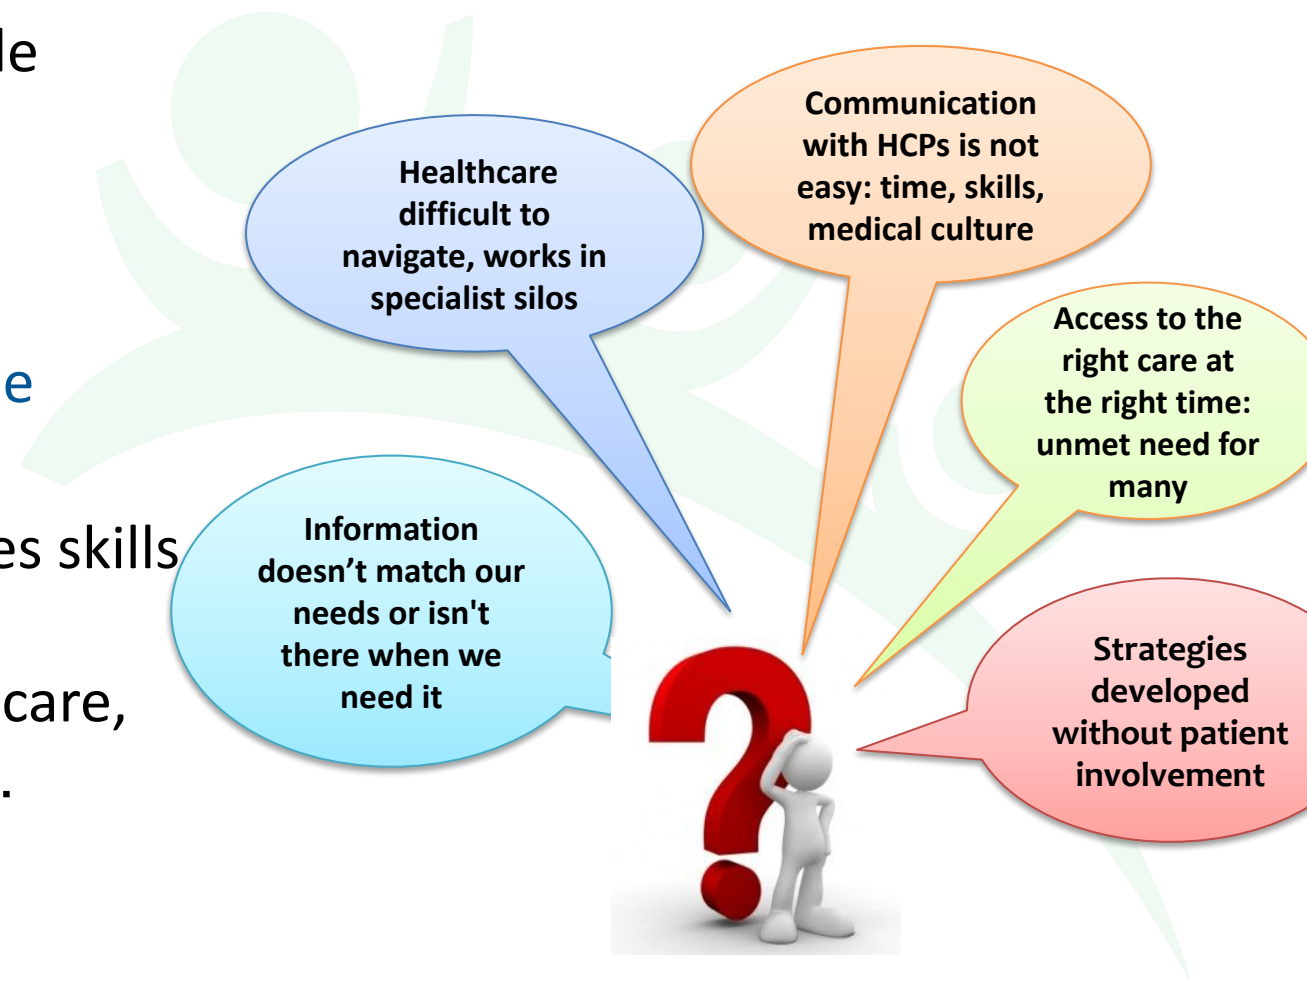 le
e
es skills
care,
.
Healthcare
difficult to
navigate, works in
specialist silos
Communication
with HCPs is not
easy: time, skills,
medical culture
Access to the
right care at
the right time:
unmet need for
many
Information
doesn’t match our
needs or isn't
there when we
need it
Strategies
developed
without patient
involvement
?